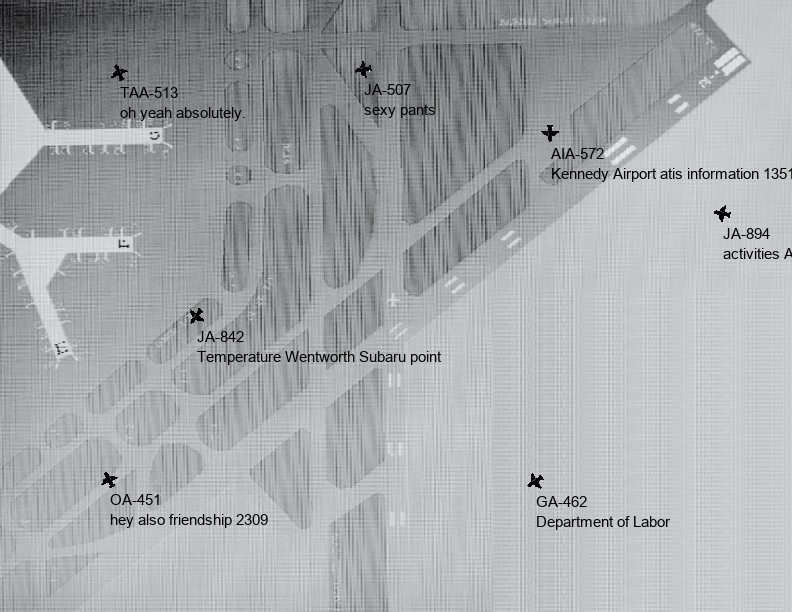 TAA-513
oh yeah absolutely.
JA-507
sexy pants
AIA-572
Kennedy Airport atis information 1351
JA-894
activities A
JA-842
Temperature Wentworth Subaru point
OA-451
hey also friendship 2309
GA-462
Department of Labor